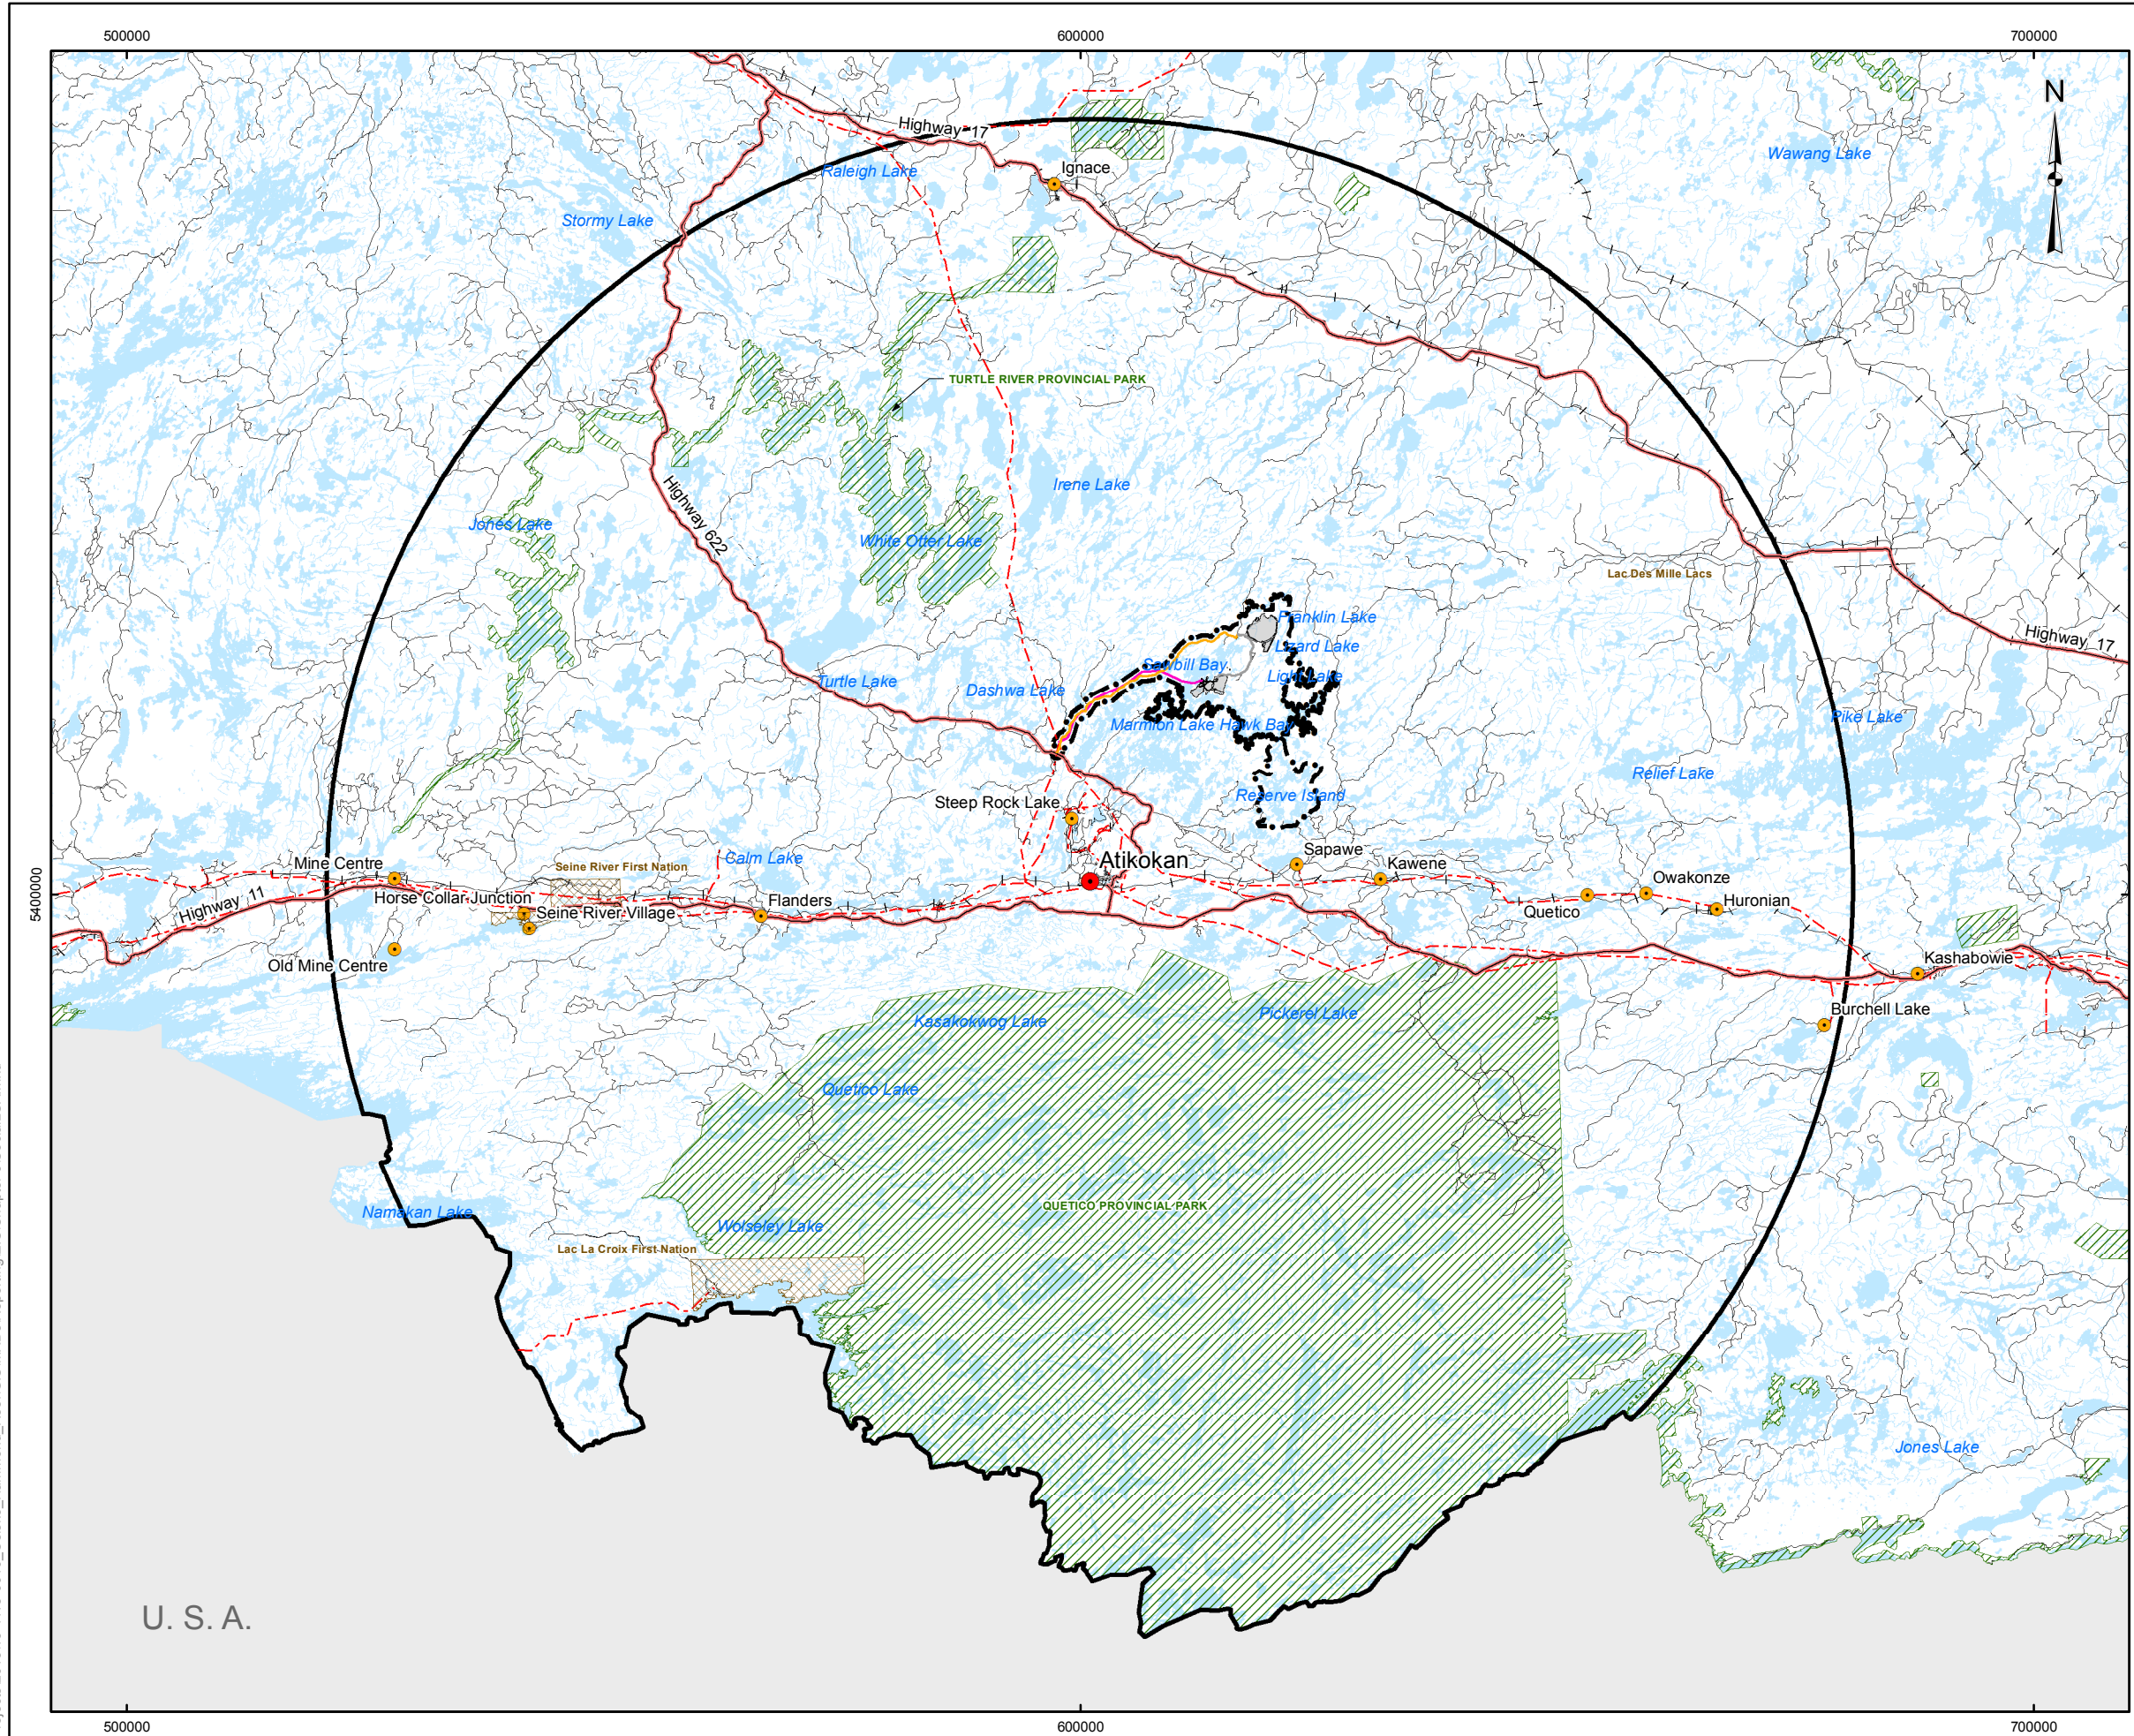 500000
600000
700000
N
Highway 17
Wawang Lake
Ignace
Raleigh Lake
Stormy Lake
TURTLE RIVER PROVINCIAL PARK
Irene Lake
Highway 622
Jones Lake
White Otter Lake
Lac Des Mille Lacs
Franklin Lake
Highway 17
Lizard Lake
Sawbill Bay
Light Lake
Turtle Lake
Dashwa Lake
Pike Lake
Marmion Lake Hawk Bay
Relief Lake
Reserve Island
Steep Rock Lake
Sapawe
Calm Lake
Atikokan
Mine Centre
Seine River First Nation
Kawene
Owakonze
5400000
Highway 11
Horse Collar Junction
Flanders
Huronian
Seine River Village
Quetico
Kashabowie
Old Mine Centre
Burchell Lake
Pickerel Lake
Kasakokwog Lake
Quetico Lake
QUETICO PROVINCIAL PARK
Namakan Lake
Wolseley Lake
Lac La Croix First Nation
Jones Lake
U. S. A.
500000
600000
700000